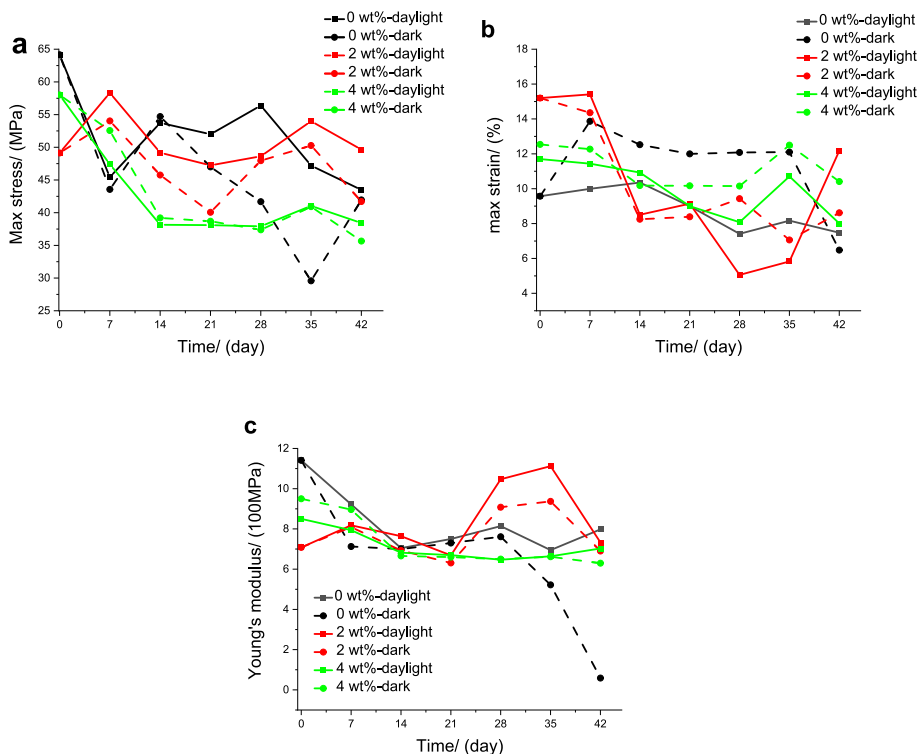 a
0 wt%-daylight
0 wt%-dark
2 wt%-daylight
2 wt%-dark
4 wt%-daylight
4 wt%-dark
65
60
55
50
45
40
35
30
25
Max stress/ (MPa)
0 7 14 21 28 35 42
Time/ (day)
b
0 wt%-daylight
0 wt%-dark
2 wt%-daylight
2 wt%-dark
4 wt%-daylight
4 wt%-dark
18
16
14
12
10
8
6
4
max strain/ (%)
0 7 14 21 28 35 42
Time/ (day)
c
12
10
8
6
4
2
0
Young's modulus/ (100MPa)
0 wt%-daylight
0 wt%-dark
2 wt%-daylight
2 wt%-dark
4 wt%-daylight
4 wt%-dark
0 7 14 21 28 35 42
Time/ (day)